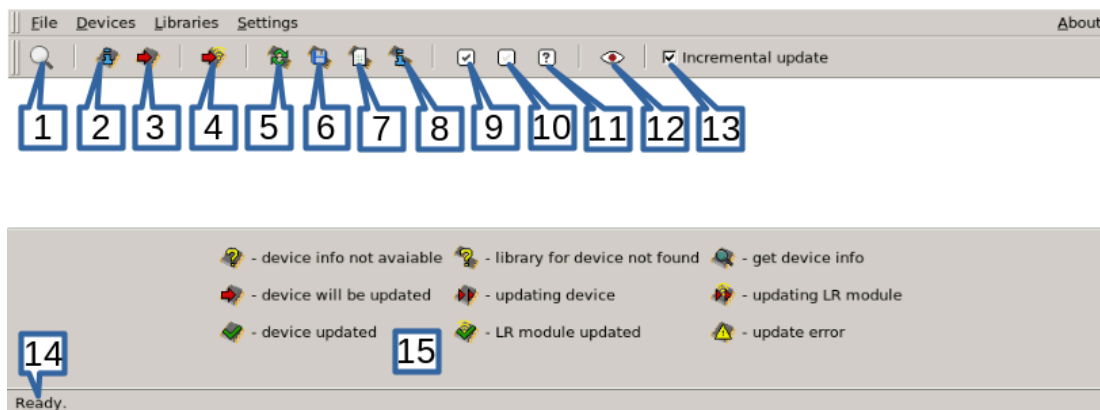 File Devices Libraries Settings About
Incremental update
1 2 3 4 5 6 7 8 9 10 11 12 13
- device info not avaiable - library for device not found - get device info
- device will be updated - updating device - updating LR module
- device updated - LR module updated - update error
14 15
Ready.